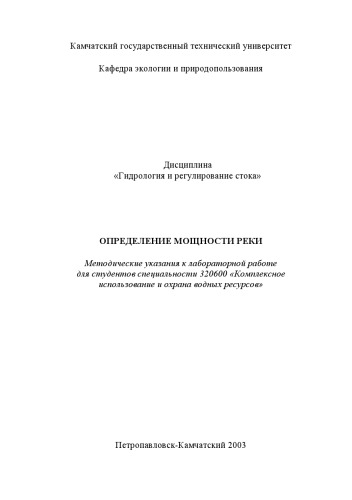 Камчатский государственный технический университет
Кафедра экологии и природопользования
Дисциплина
«Гидрология и регулирование стока»
ОПРЕДЕЛЕНИЕ МОЩНОСТИ РЕКИ
Методические указания к лабораторной работе
для студентов специальности 320600 «Комплексное
использование и охрана водных ресурсов»
Петропавловск-Камчатский 2003